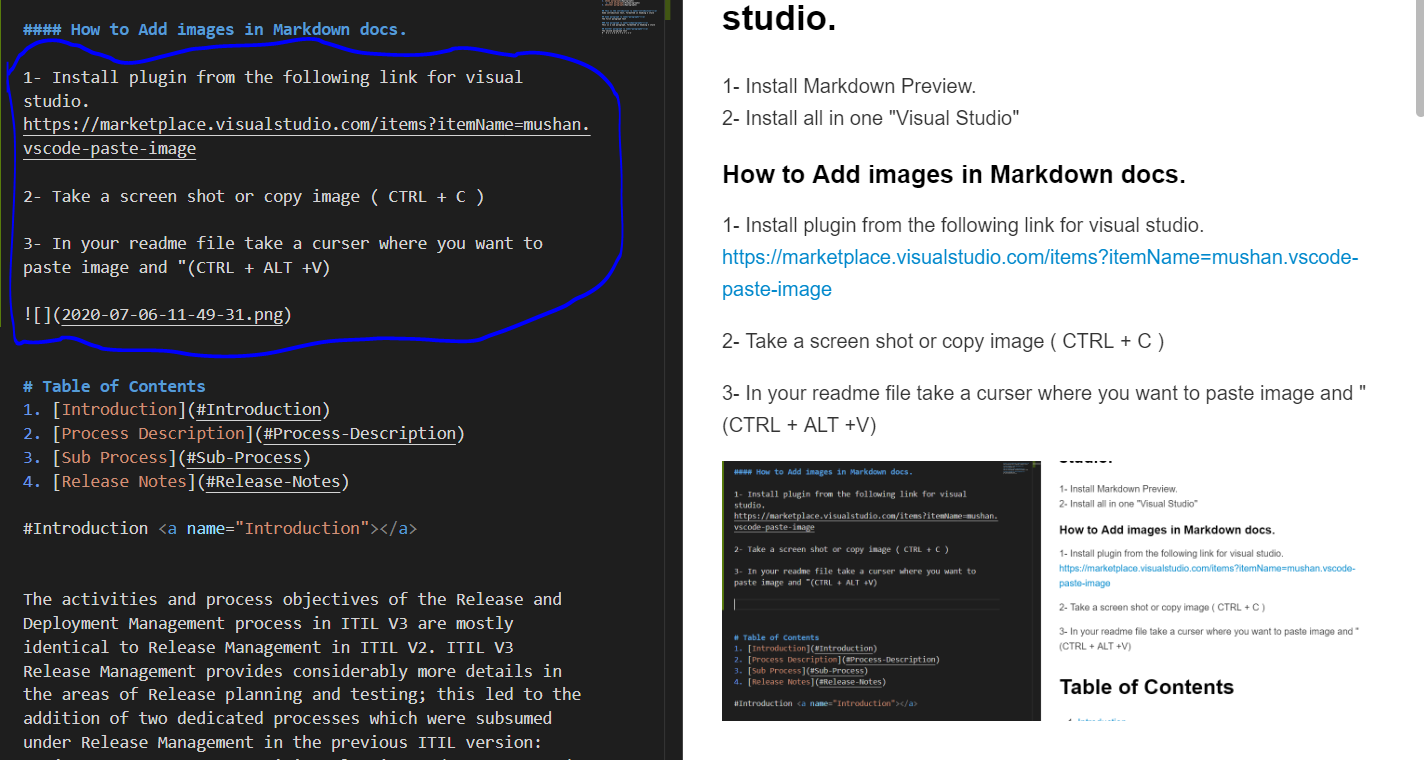 #### How to Add images in Markdown docs.
1- Install plugin from the following link for visual
studio.
https://marketplace.visualstudio.com/items?itemName=mushan.
vscode-paste-image
2- Take a screen shot or copy image ( CTRL + C )
3- In your readme file take a curser where you want to
paste image and "(CTRL + ALT +V)
![](2020-07-06-11-49-31.png)
# Table of Contents
1. [Introduction](#Introduction)
2. [Process Description](#Process-Description)
3. [Sub Process](#Sub-Process)
4. [Release Notes](#Release-Notes)
#Introduction <a name="Introduction"></a>
The activities and process objectives of the Release and
Deployment Management process in ITIL V3 are mostly
identical to Release Management in ITIL V2. ITIL V3
Release Management provides considerably more details in
the areas of Release planning and testing; this led to the
addition of two dedicated processes which were subsumed
under Release Management in the previous ITIL version:
studio.
1- Install Markdown Preview.
2- Install all in one "Visual Studio"
How to Add images in Markdown docs.
1- Install plugin from the following link for visual studio.
https://marketplace.visualstudio.com/items?itemName=mushan.vscode-
paste-image
2- Take a screen shot or copy image ( CTRL + C )
3- In your readme file take a curser where you want to paste image and "
(CTRL + ALT +V)
#### How to Add images in Markdown docs.
1- Install plugin from the following link for visual
studio.
https://marketplace.visualstudio.com/items?itemName=mushan.
vscode-paste-image
2- Take a screen shot or copy image ( CTRL + C )
3- In your readme file take a curser where you want to
paste image and "(CTRL + ALT +V)
# Table of Contents
1. [Introduction](#Introduction)
2. [Process Description](#Process-Description)
3. [Sub Process](#Sub-Process)
4. [Release Notes](#Release-Notes)
#Introduction <a name="Introduction"></a>
studio.
1- Install Markdown Preview.
2- Install all in one "Visual Studio"
How to Add images in Markdown docs.
1- Install plugin from the following link for visual studio.
https://marketplace.visualstudio.com/items?itemName=mushan.vscode-
paste-image
2- Take a screen shot or copy image ( CTRL + C )
3- In your readme file take a curser where you want to paste image and "
(CTRL + ALT +V)
Table of Contents